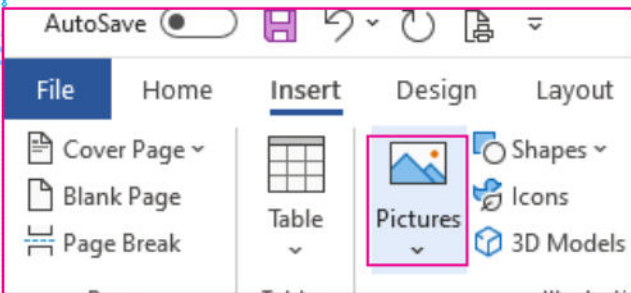 AutoSave
File Home Insert Design Layout
Cover Page
Blank Page
Page Break
Table
Pictures
Shapes
Icons
3D Models